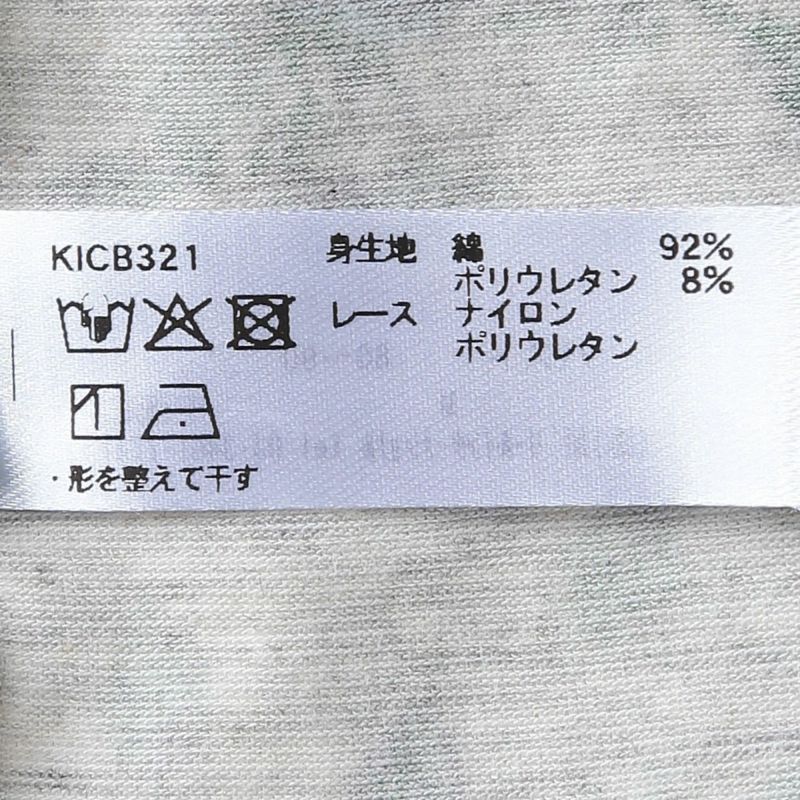 KICB321
身生地 綿 92%
ポリウレタン 8%
レース ナイロン
ポリウレタン
・形を整えて干す